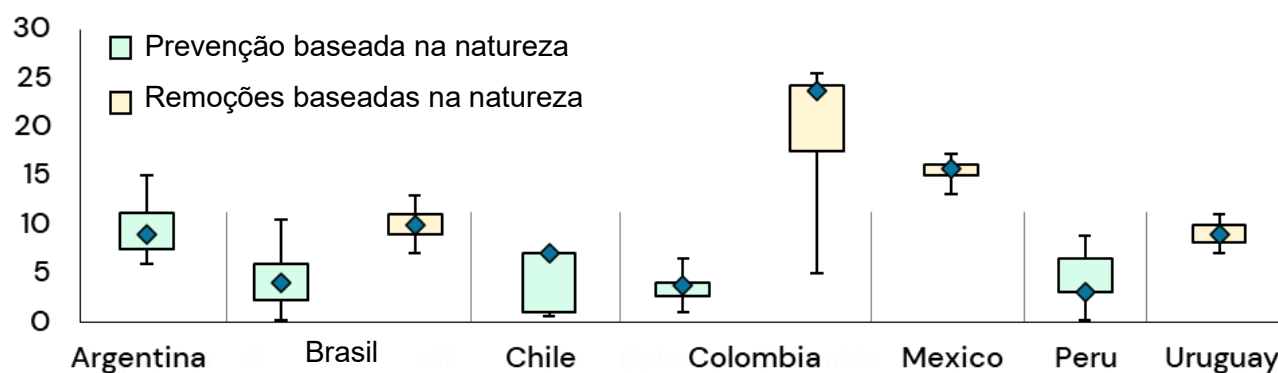 30
25
20
15
10
5
0
Prevenção baseada na natureza
Remoções baseadas na natureza
Argentina Brasil Chile Colombia Mexico Peru Uruguay